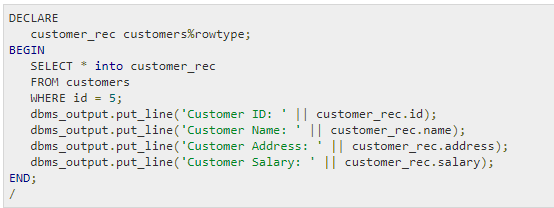 DECLARE
   customer_rec customers%rowtype;
BEGIN
   SELECT * into customer_rec
   FROM customers
   WHERE id = 5;
   dbms_output.put_line('Customer ID: ' || customer_rec.id);
   dbms_output.put_line('Customer Name: ' || customer_rec.name);
   dbms_output.put_line('Customer Address: ' || customer_rec.address);
   dbms_output.put_line('Customer Salary: ' || customer_rec.salary);
END;
/